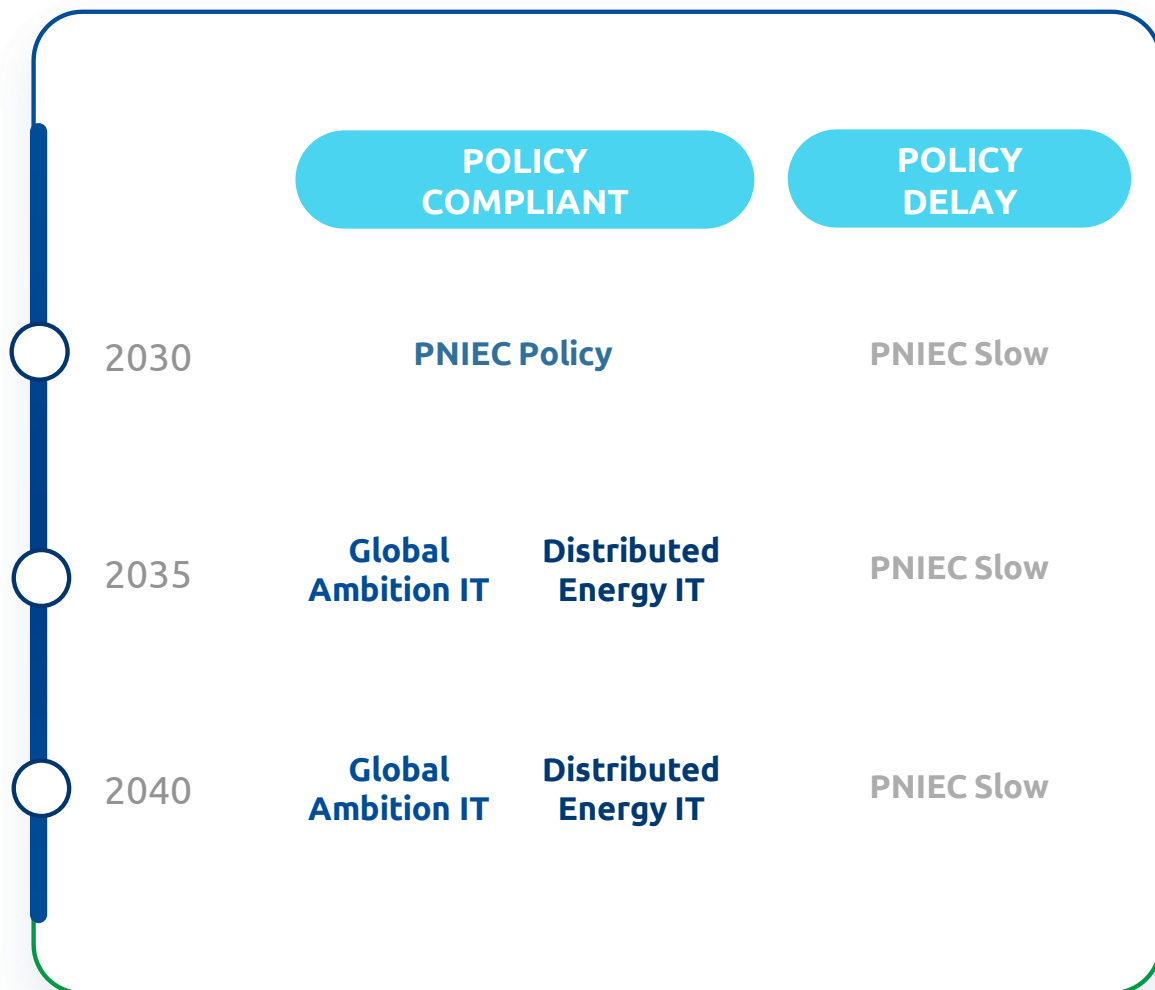 POLICY
COMPLIANT
POLICY
DELAY
2030
PNIEC Policy
PNIEC Slow
2035
Global
Ambition IT
Distributed
Energy IT
PNIEC Slow
2040
Global
Ambition IT
Distributed
Energy IT
PNIEC Slow